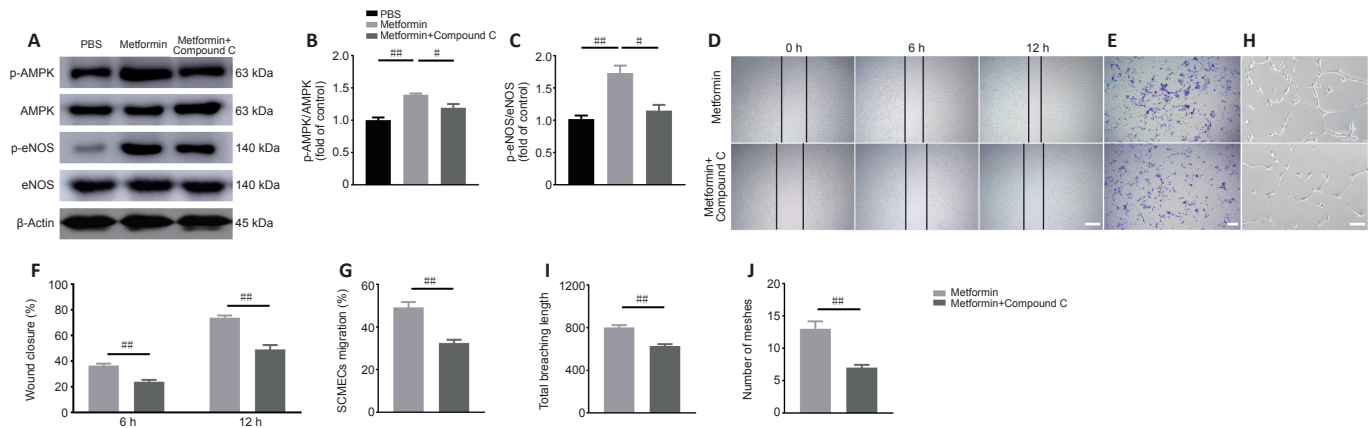 A
PBS
Metformin
Metformin+
Compound C
p-AMPK
63 kDa
AMPK
63 kDa
p-eNOS
140 kDa
eNOS
140 kDa
β-Actin
45 kDa
PBS
Metformin
Metformin+Compound C
B
p-AMPK/AMPK
(fold of control)
2.0
1.5
1.0
0.5
0
##
#
C
p-eNOS/eNOS
(fold of control)
2.0
1.5
1.0
0.5
0
##
#
D
0 h
6 h
12 h
Metformin
Metformin+
Compound C
E
H
F
Wound closure (%)
100
80
60
40
20
0
##
##
6 h
12 h
G
SCMECs migration (%)
60
40
20
0
##
I
Total breaching length
1200
800
400
0
##
J
Number of meshes
20
15
10
5
0
##
Metformin
Metformin+Compound C